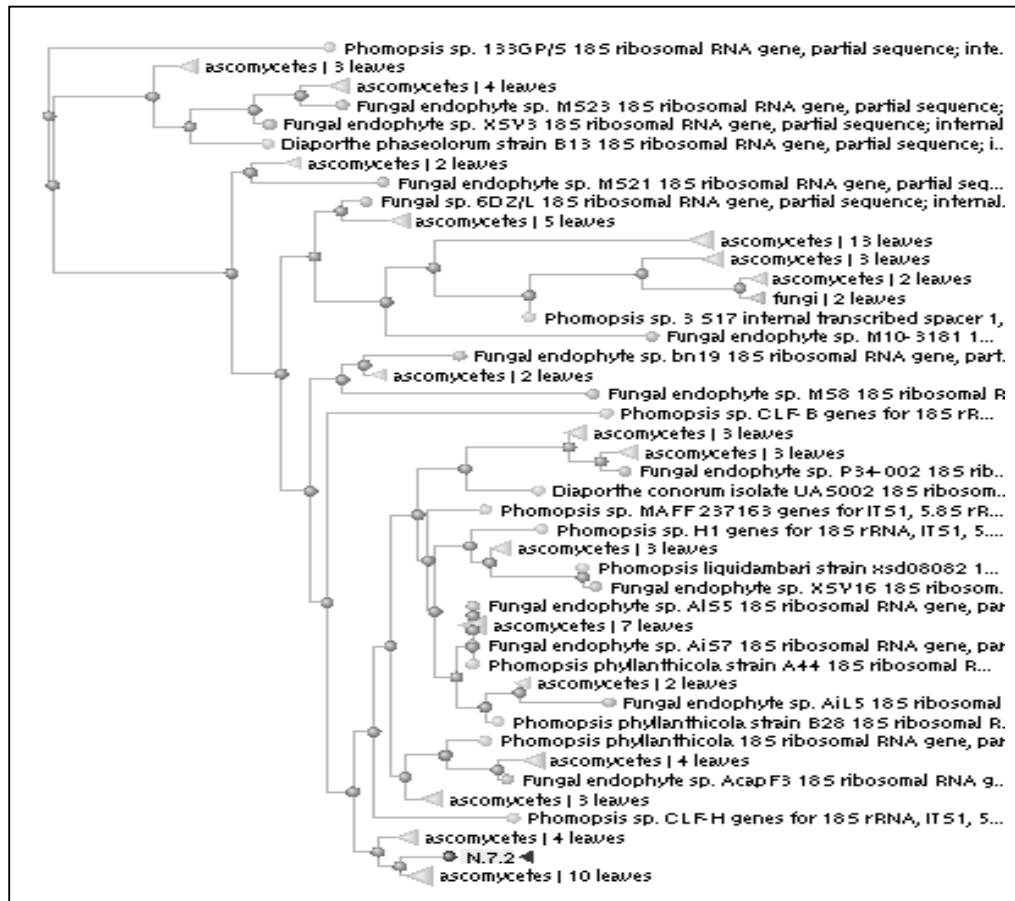 Phomopsis sp. 133GP/S 18S ribosomal RNA gene, partial sequence; inte.
ascomycetes | 3 leaves
ascomycetes | 4 leaves
Fungal endophyte sp. MS23 18S ribosomal RNA gene, partial sequence;
Fungal endophyte sp. XSY3 18S ribosomal RNA gene, partial sequence; internal
Diaporthe phaseolorum strain B13 18S ribosomal RNA gene, partial sequence; i..
ascomycetes | 2 leaves
Fungal endophyte sp. MS21 18S ribosomal RNA gene, partial seq...
Fungal sp. 6DZ/L 18S ribosomal RNA gene, partial sequence; internal.
ascomycetes | 5 leaves
ascomycetes | 13 leaves
ascomycetes | 3 leaves
ascomycetes | 2 leaves
fungi | 2 leaves
Phomopsis sp. 3 S17 internal transcribed spacer 1,
Fungal endophyte sp. M10-3181 1...
Fungal endophyte sp. bn19 18S ribosomal RNA gene, part.
ascomycetes | 2 leaves
Fungal endophyte sp. MS8 18S ribosomal R
Phomopsis sp. CLF-B genes for 18S rR...
ascomycetes | 3 leaves
ascomycetes | 3 leaves
Fungal endophyte sp. P34-002 18S rib..
Diaporthe conorum isolate UAS002 18S ribosom..
Phomopsis sp. MAFF 237163 genes for ITS1, 5.8S rR...
Phomopsis sp. H1 genes for 18S rRNA, ITS1, 5....
ascomycetes | 3 leaves
Phomopsis liquidambari strain xsd08082 1...
Fungal endophyte sp. XSY16 18S ribosom.
Fungal endophyte sp. AlS5 18S ribosomal RNA gene, par
ascomycetes | 7 leaves
Fungal endophyte sp. AiS7 18S ribosomal RNA gene, par
Phomopsis phyllanthicola strain A44 18S ribosomal R...
ascomycetes | 2 leaves
Fungal endophyte sp. AiL5 18S ribosomal
Phomopsis phyllanthicola strain B28 18S ribosomal R.
Phomopsis phyllanthicola 18S ribosomal RNA gene, par
ascomycetes | 4 leaves
Fungal endophyte sp. AcapF3 18S ribosomal RNA g..
ascomycetes | 3 leaves
Phomopsis sp. CLF-H genes for 18S rRNA, ITS1, 5...
ascomycetes | 4 leaves
N.7.2
ascomycetes | 10 leaves